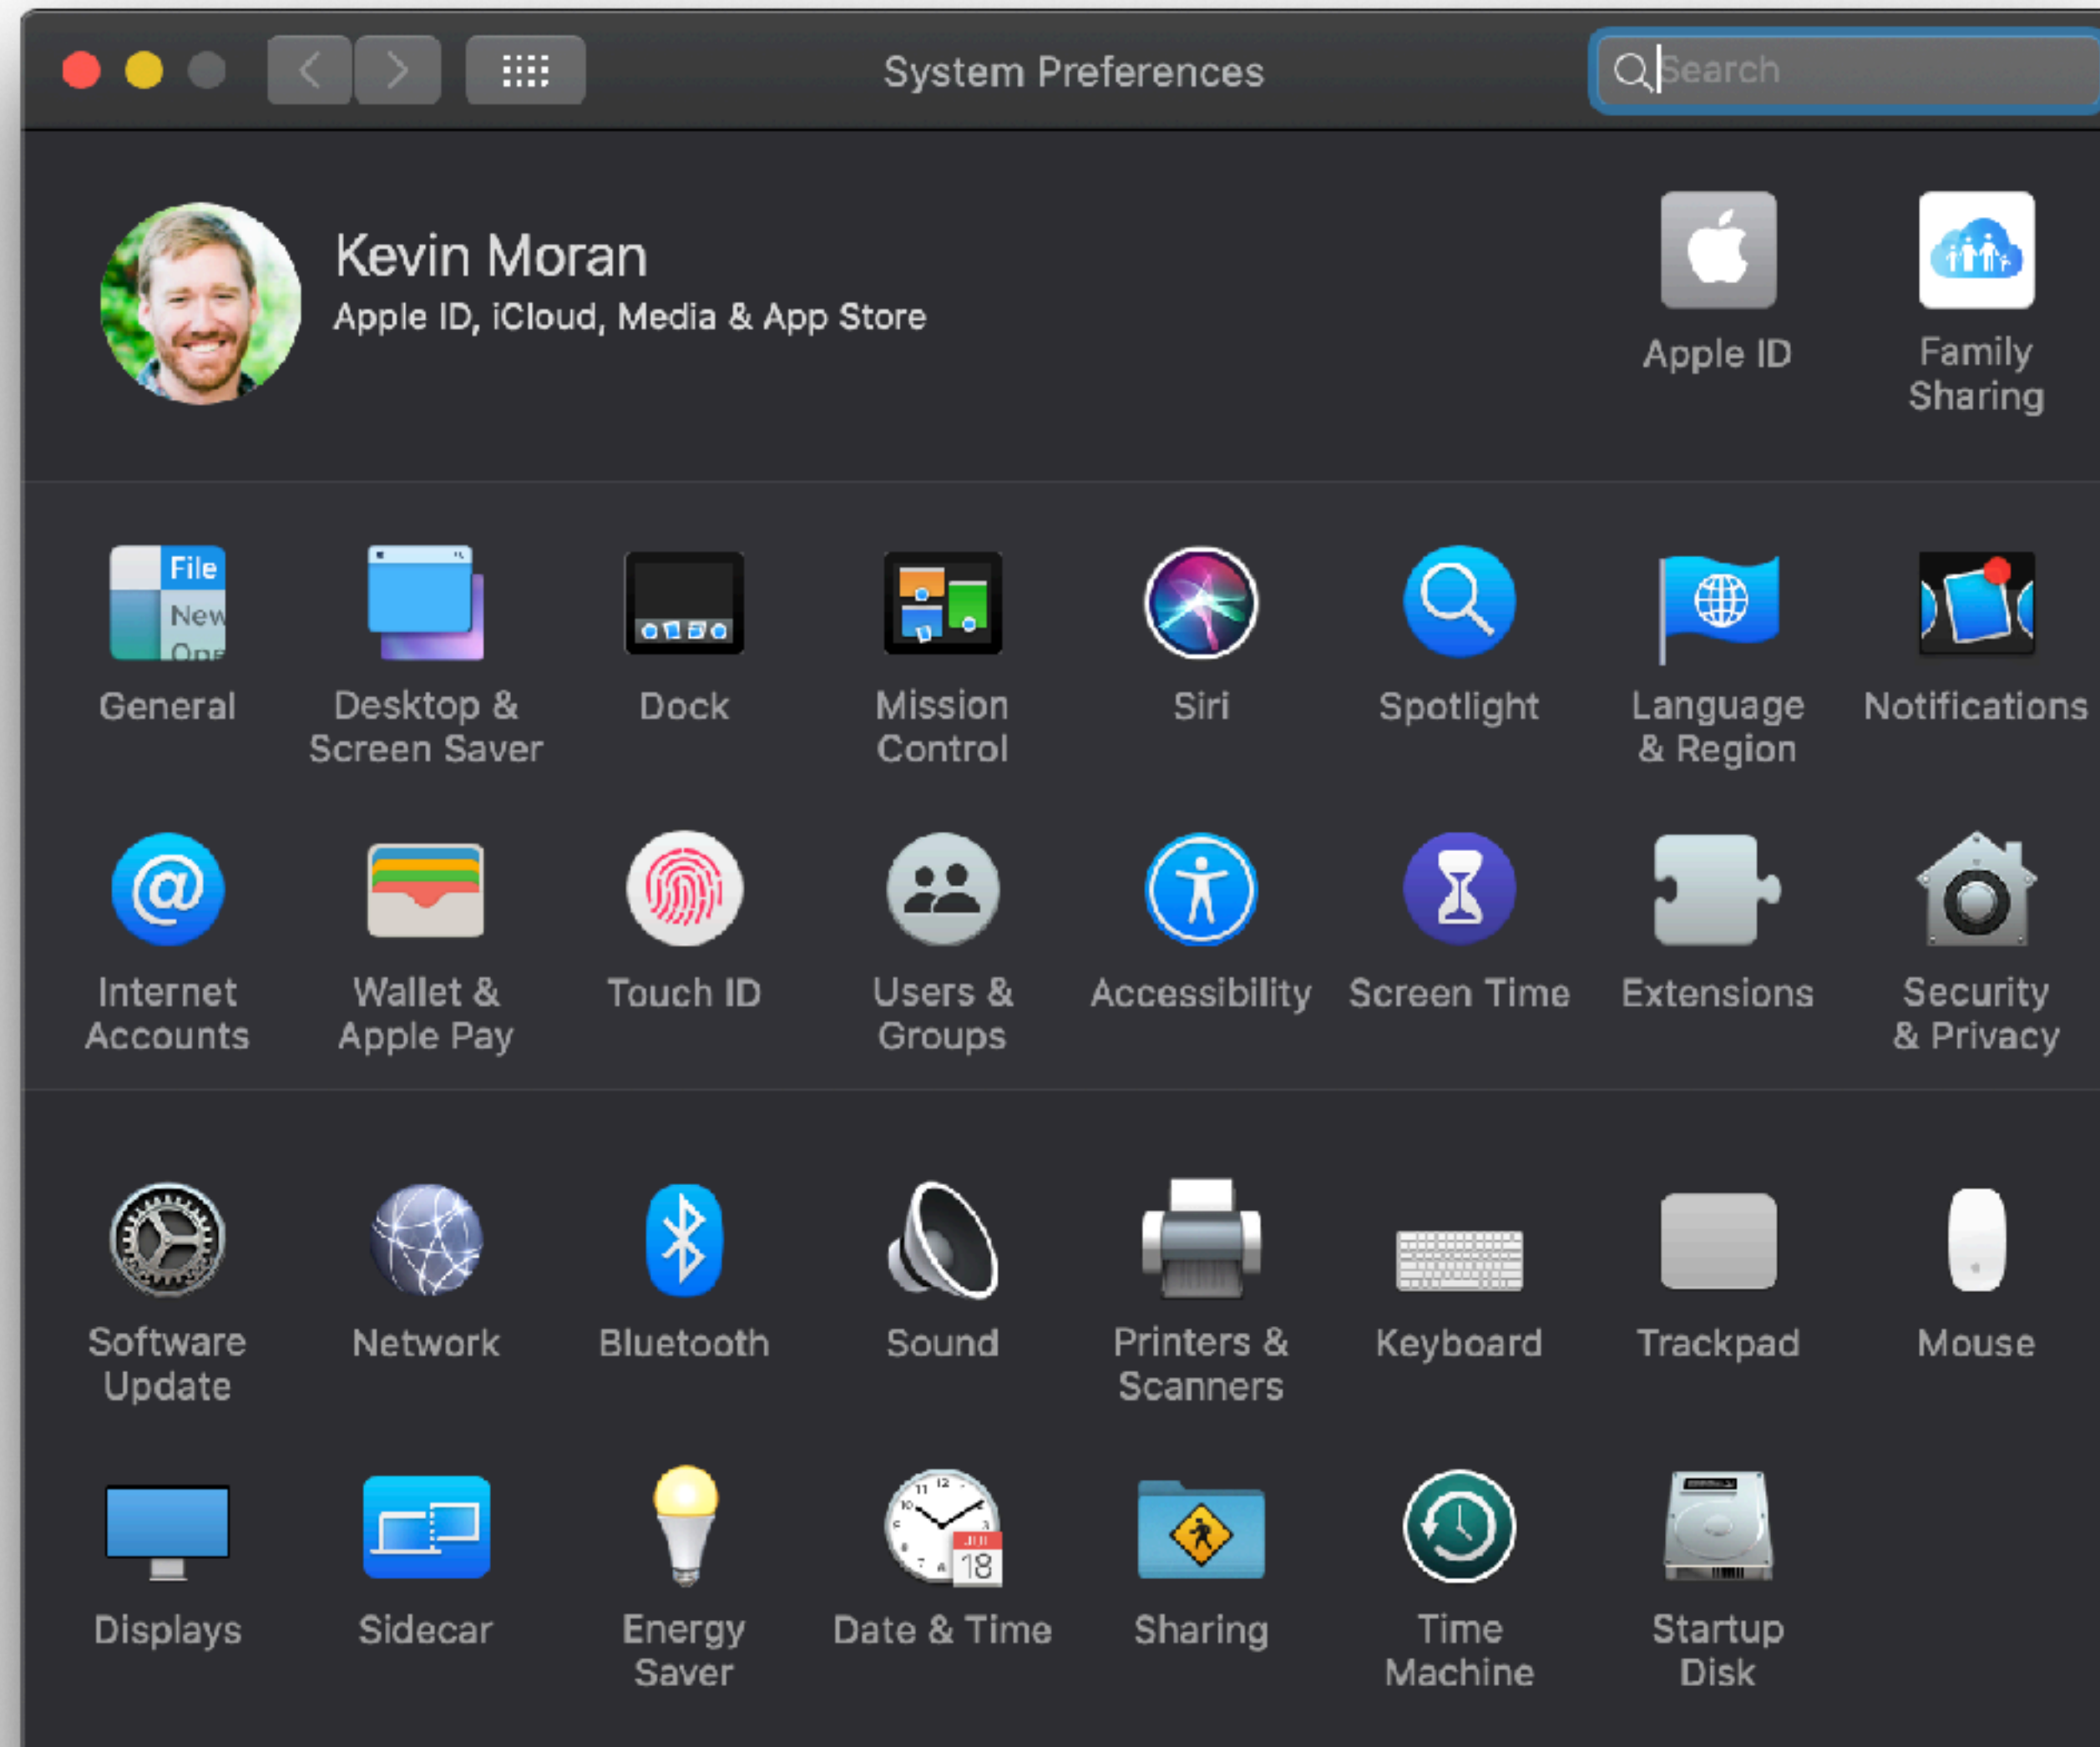 System Preferences
Search
Kevin Moran
Apple ID, iCloud, Media & App Store
Apple ID
Family
Sharing
File
New
Ope
General
Desktop &
Screen Saver
Dock
Mission
Control
Siri
Spotlight
Language
& Region
Notifications
Internet
Accounts
Wallet &
Apple Pay
Touch ID
Users &
Groups
Accessibility
Screen Time
Extensions
Security
& Privacy
Software
Update
Network
Bluetooth
Sound
Printers &
Scanners
Keyboard
Trackpad
Mouse
JUL
18
Displays
Sidecar
Energy
Saver
Date & Time
Sharing
Time
Machine
Startup
Disk